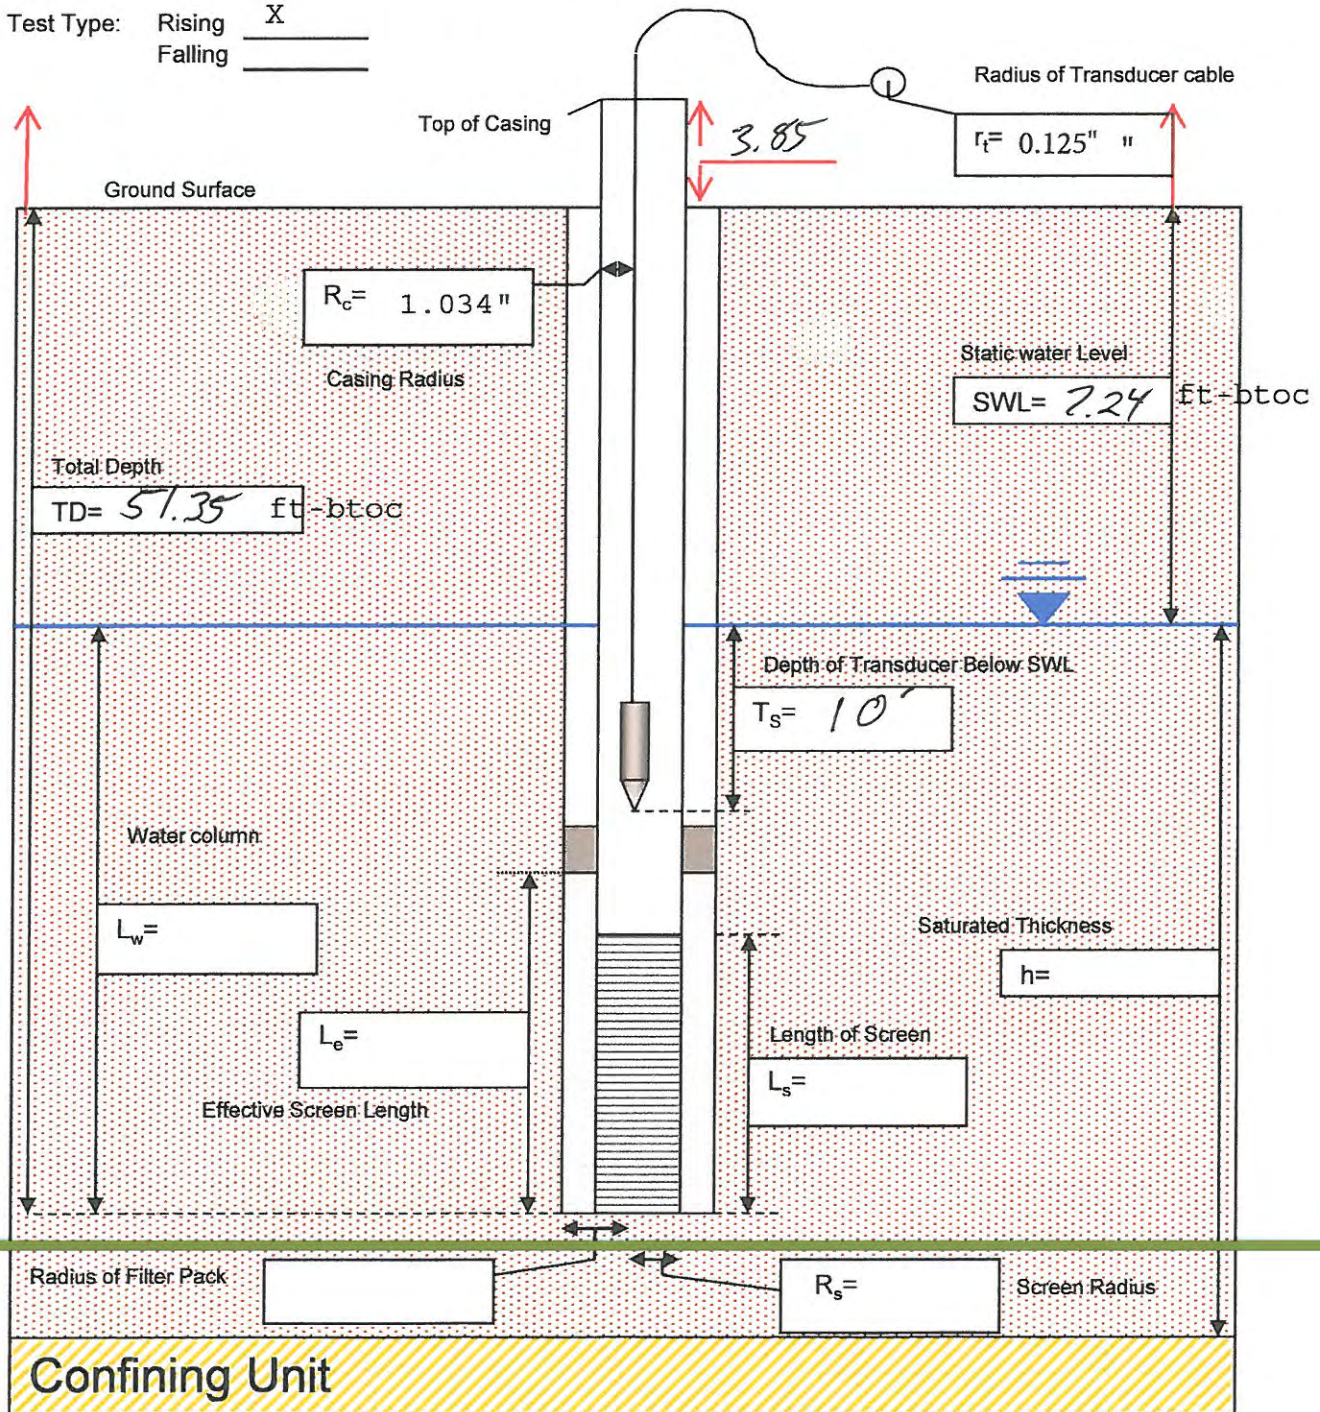 Test Type: Rising X
Falling
Radius of Transducer cable
rt= 0.125" "
Top of Casing
3.85
Ground Surface
Rc= 1.034"
Casing Radius
Static water Level
SWL= 7.24 ft-btoc
Total Depth
TD= 51.35 ft-btoc
Depth of Transducer Below SWL
TS= 10'
Water column
Lw=
Saturated Thickness
h=
Le=
Effective Screen Length
Length of Screen
Ls=
Radius of Filter Pack
Rs=
Screen Radius
Confining Unit